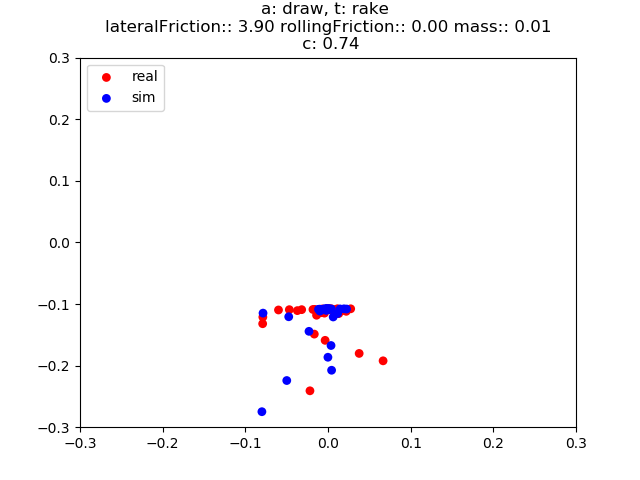 a: draw, t: rake
lateralFriction:: 3.90 rollingFriction:: 0.00 mass:: 0.01
c: 0.74
real
sim
0.3
0.2
0.1
0.0
−0.1
−0.2
−0.3
−0.3 −0.2 −0.1 0.0 0.1 0.2 0.3